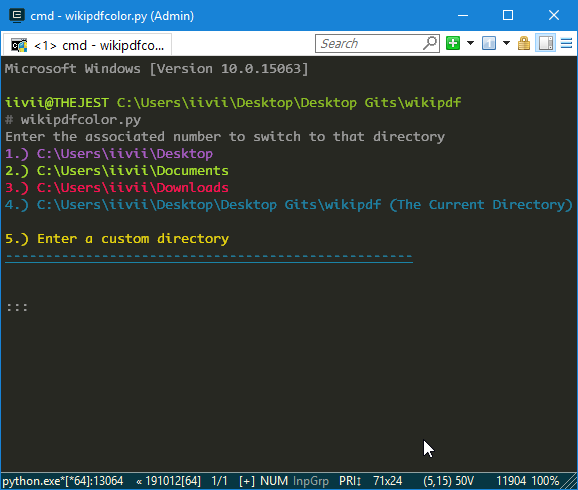 cmd - wikipdfcolor.py (Admin)
<1> cmd - wikipdfco...
Search
Microsoft Windows [Version 10.0.15063]
iivii@THEJEST C:\Users\iivii\Desktop\Desktop Gits\wikipdf
# wikipdfcolor.py
Enter the associated number to switch to that directory
1.) C:\Users\iivii\Desktop
2.) C:\Users\iivii\Documents
3.) C:\Users\iivii\Downloads
4.) C:\Users\iivii\Desktop\Desktop Gits\wikipdf (The Current Directory)
5.) Enter a custom directory
---------------------------------------------------
:::
python.exe*[*64]:13064 « 191012[64] 1/1 [+] NUM InpGrp PRI↕ 71x24 (5,15) 50V 11904 100%